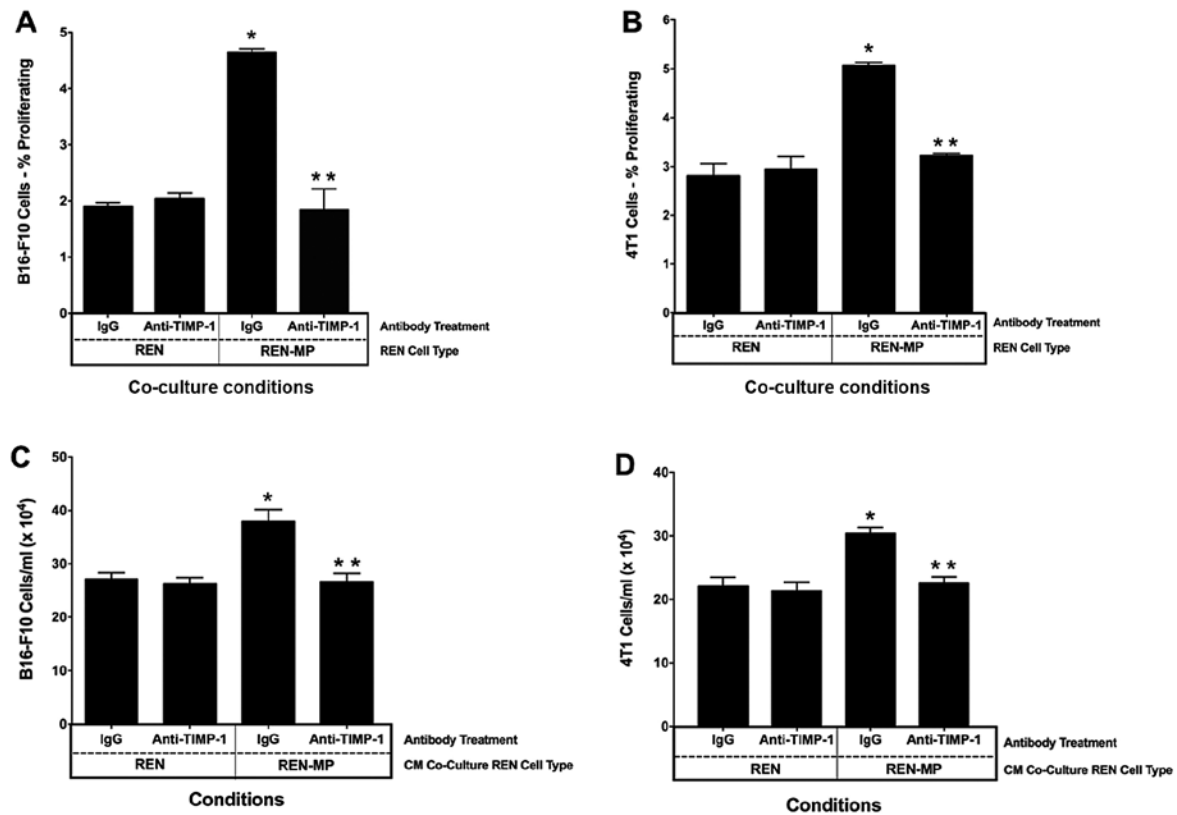 A
B16-F10 Cells - % Proliferating
5
4
3
2
1
0
*
**
IgG Anti-TIMP-1 IgG Anti-TIMP-1 Antibody Treatment
REN REN-MP REN Cell Type
Co-culture conditions
B
4T1 Cells - % Proliferating
6
5
4
3
2
1
0
*
**
IgG Anti-TIMP-1 IgG Anti-TIMP-1 Antibody Treatment
REN REN-MP REN Cell Type
Co-culture conditions
C
B16-F10 Cells/ml (x 10⁴)
50
40
30
20
10
0
*
**
IgG Anti-TIMP-1 IgG Anti-TIMP-1 Antibody Treatment
REN REN-MP CM Co-Culture REN Cell Type
Conditions
D
4T1 Cells/ml (x 10⁴)
40
30
20
10
0
*
**
IgG Anti-TIMP-1 IgG Anti-TIMP-1 Antibody Treatment
REN REN-MP CM Co-Culture REN Cell Type
Conditions